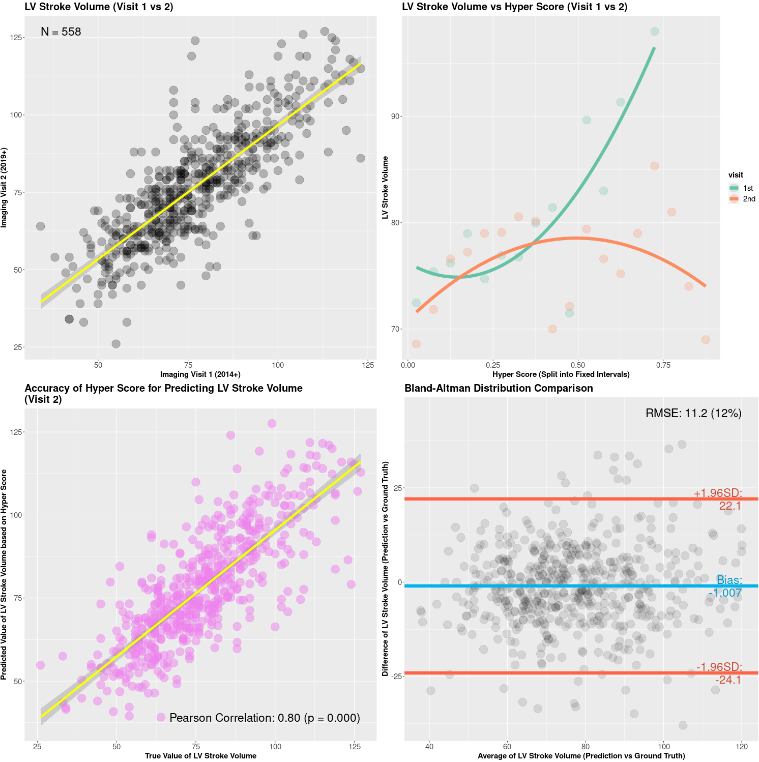 LV Stroke Volume (Visit 1 vs 2)
N = 558
Imaging Visit 2 (2019+)
125
100
75
50
25
50
75
100
125
Imaging Visit 1 (2014+)
LV Stroke Volume vs Hyper Score (Visit 1 vs 2)
LV Stroke Volume
90
80
70
0.00
0.25
0.50
0.75
Hyper Score (Split into Fixed Intervals)
visit
1st
2nd
Accuracy of Hyper Score for Predicting LV Stroke Volume
(Visit 2)
Predicted Value of LV Stroke Volume based on Hyper Score
125
100
75
50
Pearson Correlation: 0.80 (p = 0.000)
25
50
75
100
125
True Value of LV Stroke Volume
Bland-Altman Distribution Comparison
RMSE: 11.2 (12%)
Difference of LV Stroke Volume (Prediction vs Ground Truth)
25
0
-25
+1.96SD:
22.1
Bias:
-1.007
-1.96SD:
-24.1
40
60
80
100
120
Average of LV Stroke Volume (Prediction vs Ground Truth)